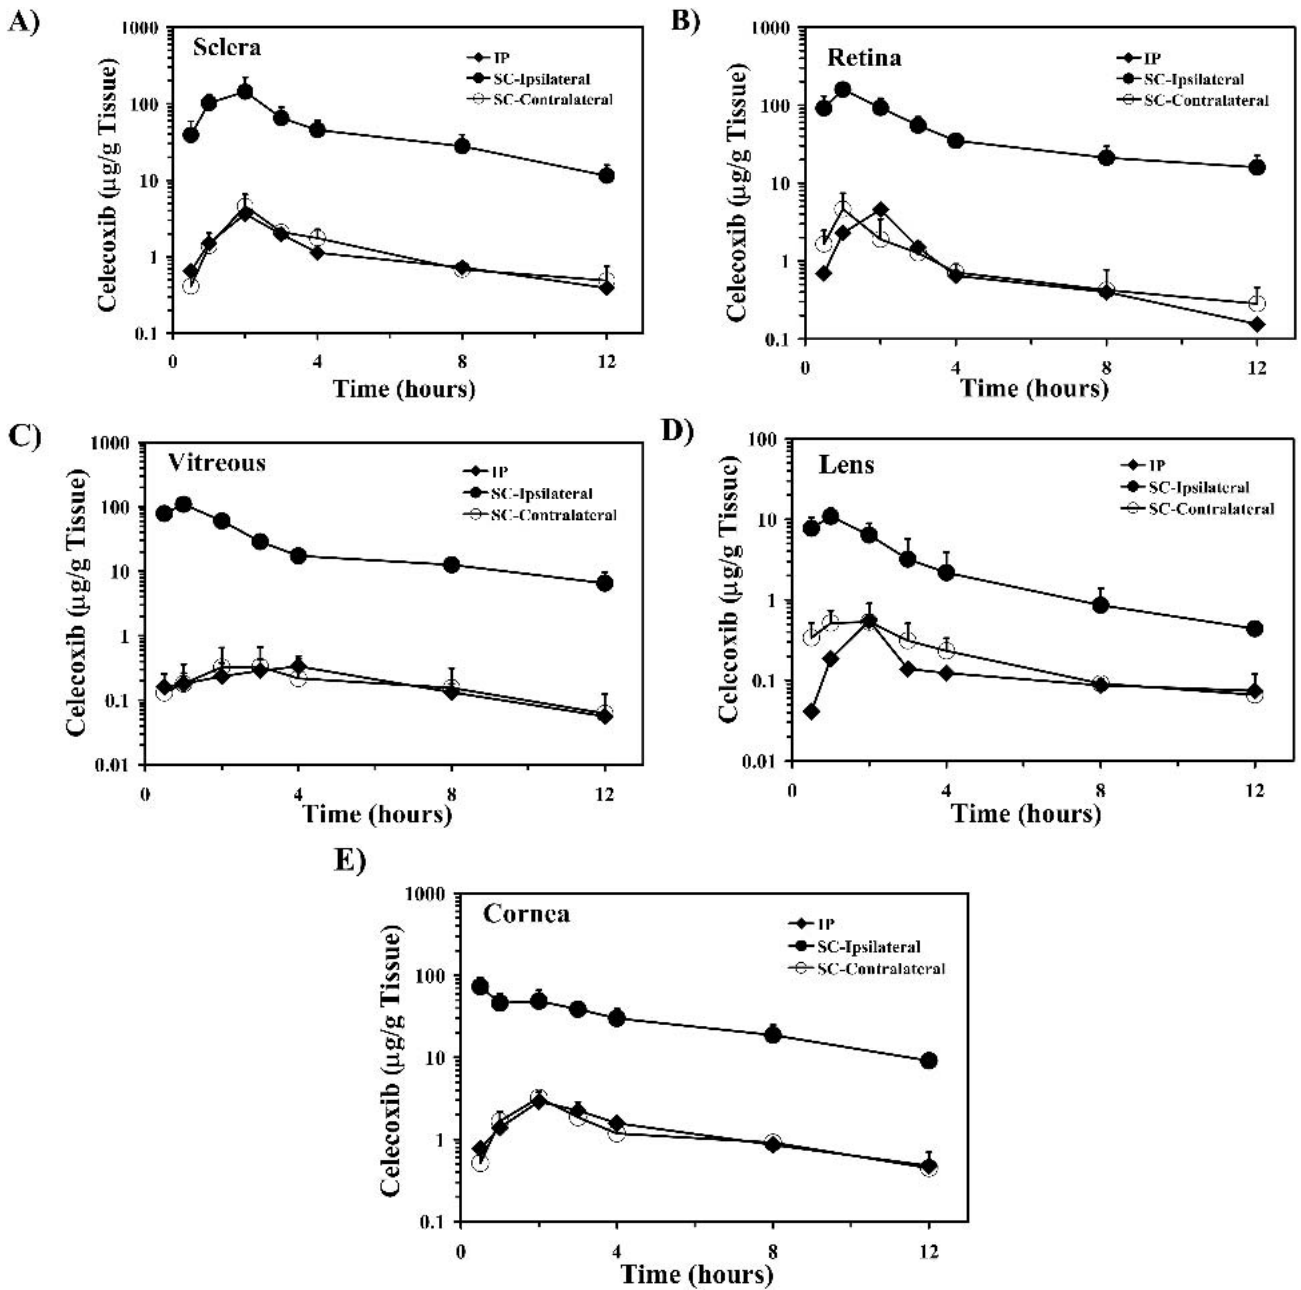 A)
Sclera
IP
SC-Ipsilateral
SC-Contralateral
1000
100
10
1
0.1
Celecoxib (µg/g Tissue)
0
4
8
12
Time (hours)
B)
Retina
IP
SC-Ipsilateral
SC-Contralateral
1000
100
10
1
0.1
Celecoxib (µg/g Tissue)
0
4
8
12
Time (hours)
C)
Vitreous
IP
SC-Ipsilateral
SC-Contralateral
1000
100
10
1
0.1
0.01
Celecoxib (µg/g Tissue)
0
4
8
12
Time (hours)
D)
Lens
IP
SC-Ipsilateral
SC-Contralateral
100
10
1
0.1
0.01
Celecoxib (µg/g Tissue)
0
4
8
12
Time (hours)
E)
Cornea
IP
SC-Ipsilateral
SC-Contralateral
1000
100
10
1
0.1
Celecoxib (µg/g Tissue)
0
4
8
12
Time (hours)